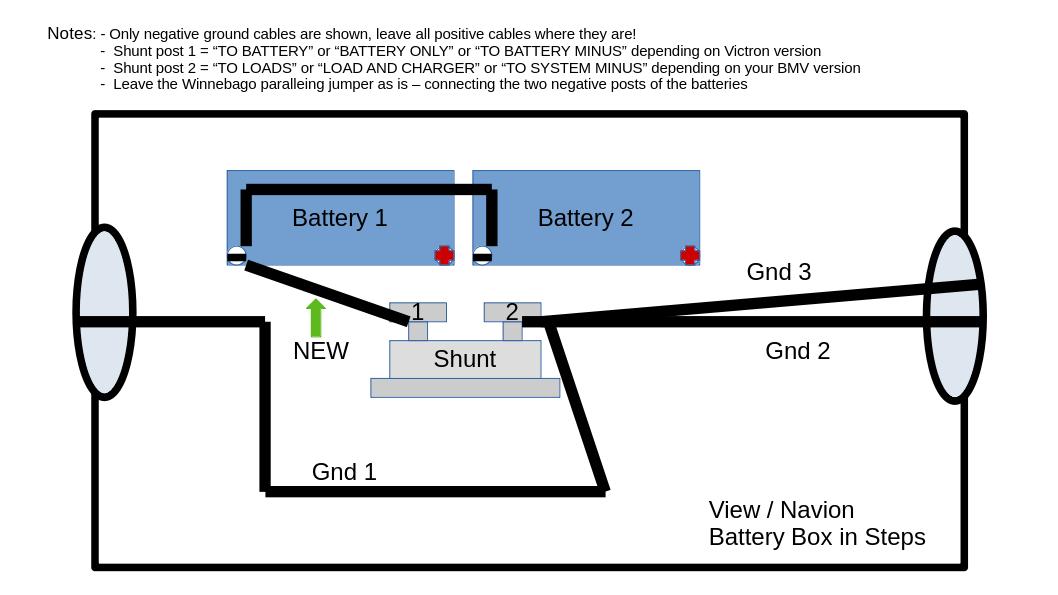 Notes: - Only negative ground cables are shown, leave all positive cables where they are!
- Shunt post 1 = “TO BATTERY” or “BATTERY ONLY” or “TO BATTERY MINUS” depending on Victron version
- Shunt post 2 = “TO LOADS” or “LOAD AND CHARGER” or “TO SYSTEM MINUS” depending on your BMV version
- Leave the Winnebago paralleing jumper as is – connecting the two negative posts of the batteries
Battery 1
Battery 2
Gnd 3
1
2
NEW
Shunt
Gnd 2
Gnd 1
View / Navion
Battery Box in Steps